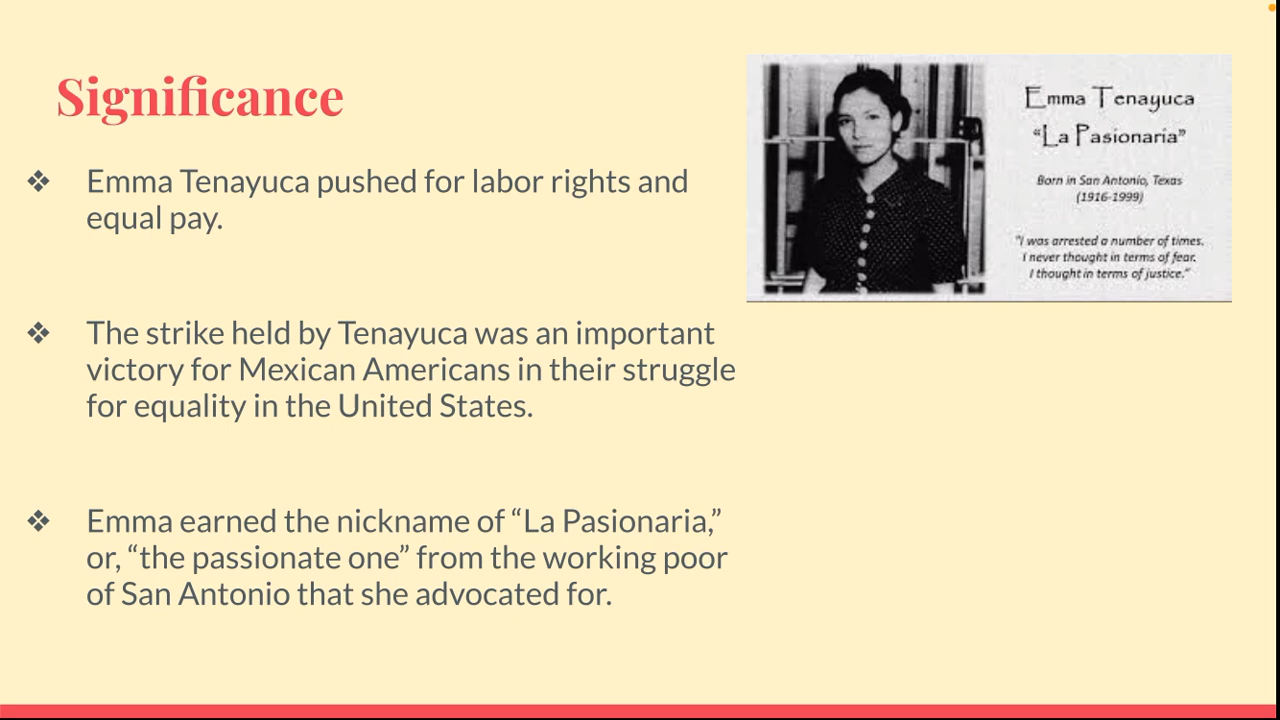 Significance
❖ Emma Tenayuca pushed for labor rights and
equal pay.
❖ The strike held by Tenayuca was an important
victory for Mexican Americans in their struggle
for equality in the United States.
❖ Emma earned the nickname of “La Pasionaria,”
or, “the passionate one” from the working poor
of San Antonio that she advocated for.
Emma Tenayuca
“La Pasionaria”
Born in San Antonio, Texas
(1916-1999)
“I was arrested a number of times.
I never thought in terms of fear.
I thought in terms of justice.”